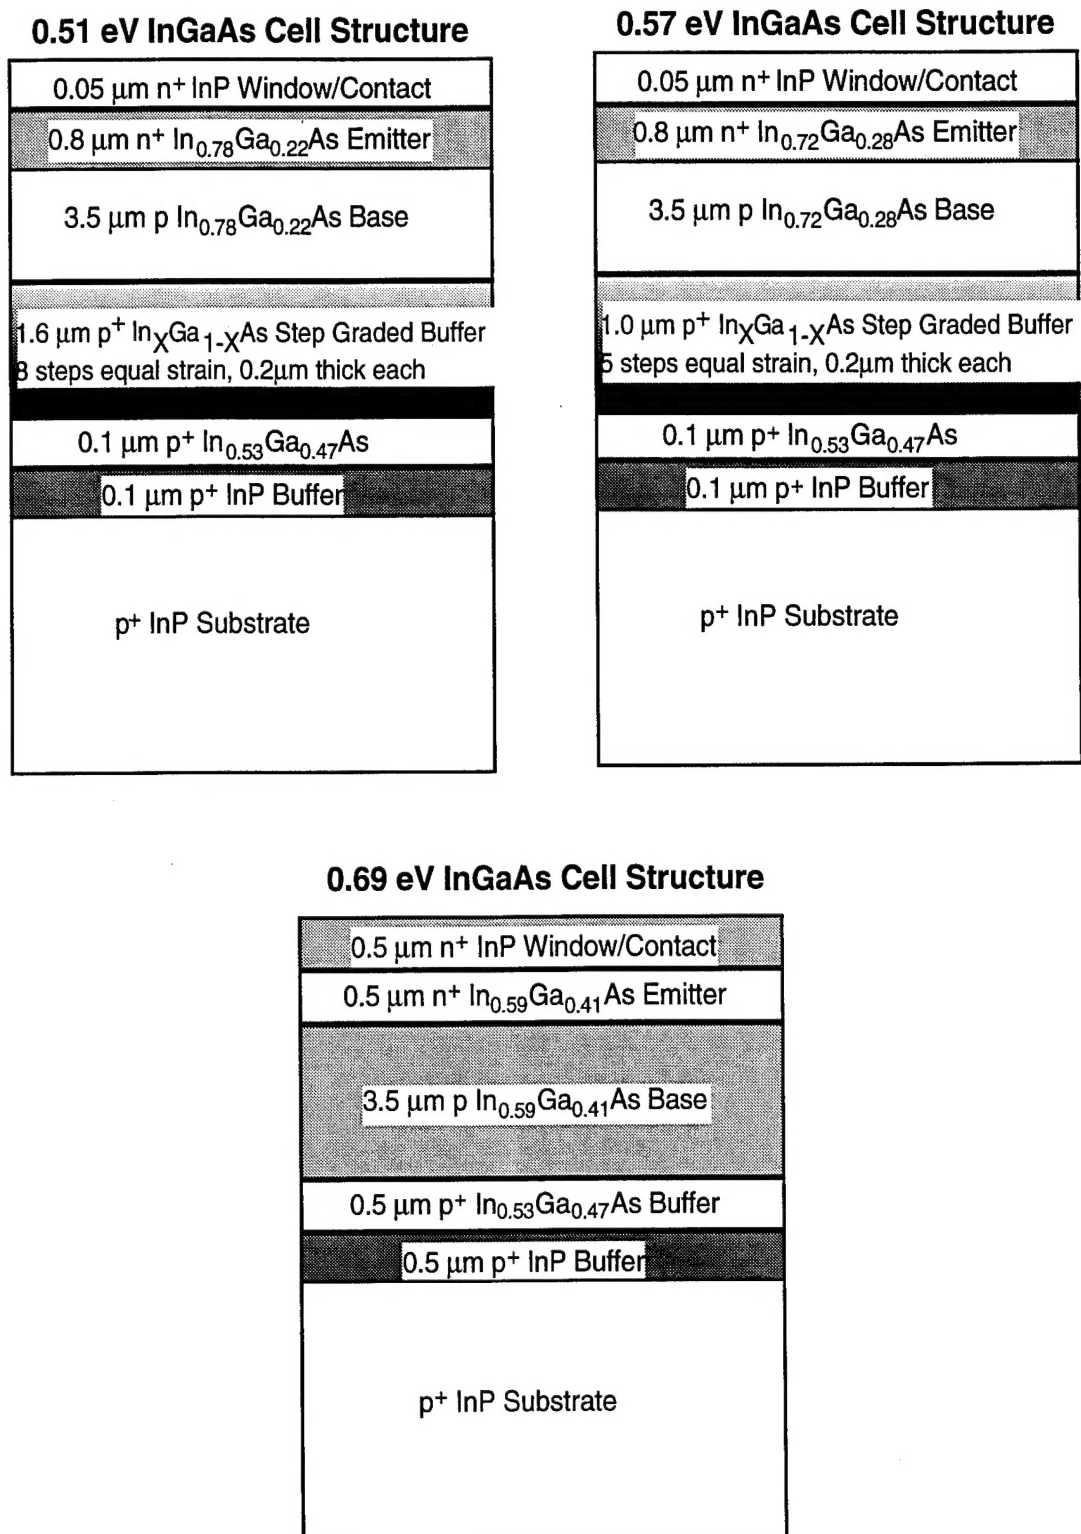 0.51 eV InGaAs Cell Structure
0.05 μm n⁺ InP Window/Contact
0.8 μm n⁺ In₀.₇₈Ga₀.₂₂As Emitter
3.5 μm p In₀.₇₈Ga₀.₂₂As Base
1.6 μm p⁺ InₓGa₁₋ₓAs Step Graded Buffer
8 steps equal strain, 0.2μm thick each
0.1 μm p⁺ In₀.₅₃Ga₀.₄₇As
0.1 μm p⁺ InP Buffer
p⁺ InP Substrate
0.57 eV InGaAs Cell Structure
0.05 μm n⁺ InP Window/Contact
0.8 μm n⁺ In₀.₇₂Ga₀.₂₈As Emitter
3.5 μm p In₀.₇₂Ga₀.₂₈As Base
1.0 μm p⁺ InₓGa₁₋ₓAs Step Graded Buffer
5 steps equal strain, 0.2μm thick each
0.1 μm p⁺ In₀.₅₃Ga₀.₄₇As
0.1 μm p⁺ InP Buffer
p⁺ InP Substrate
0.69 eV InGaAs Cell Structure
0.5 μm n⁺ InP Window/Contact
0.5 μm n⁺ In₀.₅₉Ga₀.₄₁As Emitter
3.5 μm p In₀.₅₉Ga₀.₄₁As Base
0.5 μm p⁺ In₀.₅₃Ga₀.₄₇As Buffer
0.5 μm p⁺ InP Buffer
p⁺ InP Substrate